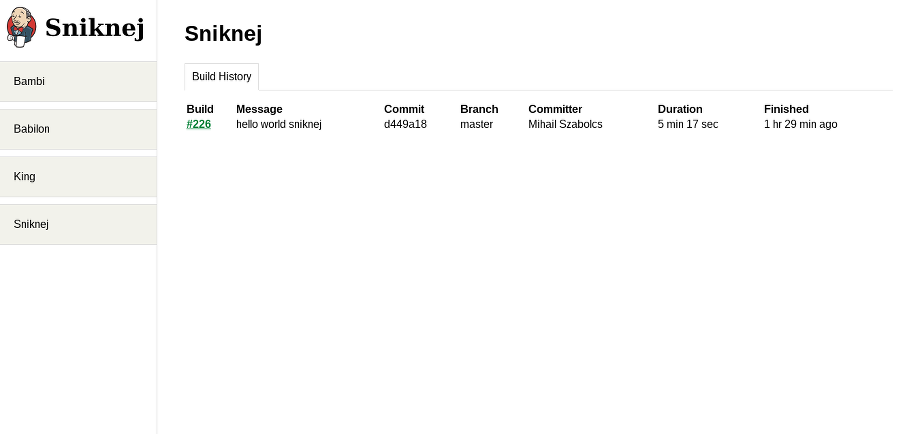 Sniknej
Bambi
Babilon
King
Sniknej
Sniknej
Build History
Build Message Commit Branch Committer Duration Finished
#226 hello world sniknej d449a18 master Mihail Szabolcs 5 min 17 sec 1 hr 29 min ago